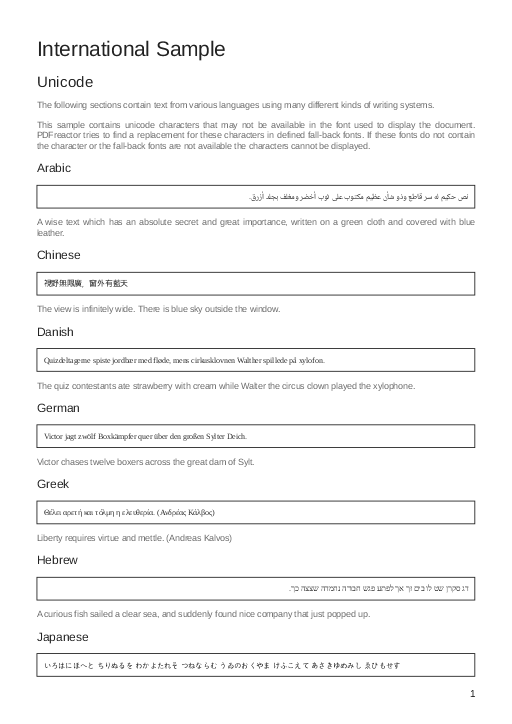 International Sample
Unicode
The following sections contain text from various languages using many different kinds of writing systems.
This sample contains unicode characters that may not be available in the font used to display the document.
PDFreactor tries to find a replacement for these characters in defined fall-back fonts. If these fonts do not contain
the character or the fall-back fonts are not available the characters cannot be displayed.
Arabic
نص حكيم له سر قاطع وذو شأن عظيم مكتوب على ثوب أخضر ومغلف بجلد أزرق.
A wise text which has an absolute secret and great importance, written on a green cloth and covered with blue
leather.
Chinese
視野無限廣，窗外有藍天
The view is infinitely wide. There is blue sky outside the window.
Danish
Quizdeltagerne spiste jordbær med fløde, mens cirkusklovnen Walther spillede på xylofon.
The quiz contestants ate strawberry with cream while Walter the circus clown played the xylophone.
German
Victor jagt zwölf Boxkämpfer quer über den großen Sylter Deich.
Victor chases twelve boxers across the great dam of Sylt.
Greek
Θέλει αρετή και τόλμη η ελευθερία. (Ανδρέας Κάλβος)
Liberty requires virtue and mettle. (Andreas Kalvos)
Hebrew
דג סקרן שט לו בים זך אך לפתע פגש חבורה נחמדה שצצה כך.
A curious fish sailed a clear sea, and suddenly found nice company that just popped up.
Japanese
いろはにほへと ちりぬるを わかよたれそ つねならむ うゐのおくやま けふこえて あさきゆめみし ゑひもせす
1